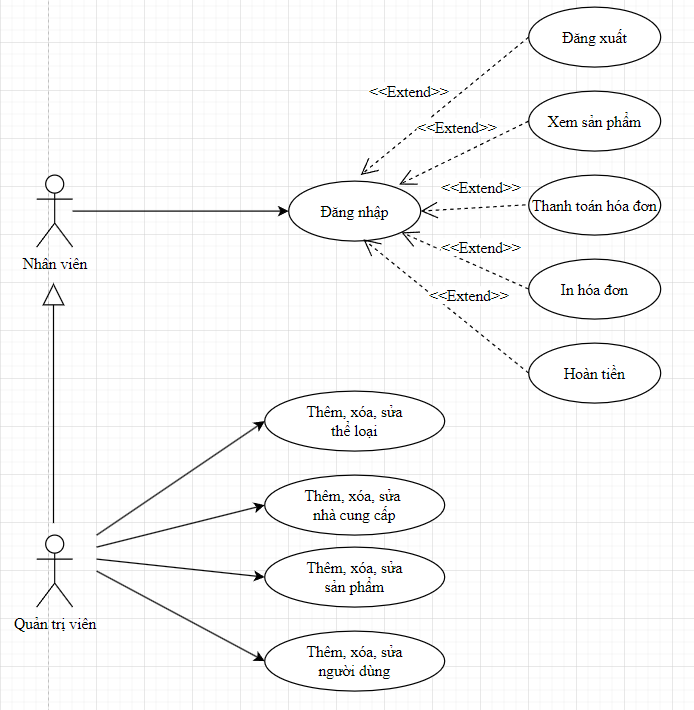 Đăng xuất
<<Extend>>
Xem sản phẩm
<<Extend>>
<<Extend>>
Thanh toán hóa đơn
Đăng nhập
<<Extend>>
Nhân viên
In hóa đơn
<<Extend>>
Hoàn tiền
Thêm, xóa, sửa
thể loại
Thêm, xóa, sửa
nhà cung cấp
Thêm, xóa, sửa
sản phẩm
Quản trị viên
Thêm, xóa, sửa
người dùng